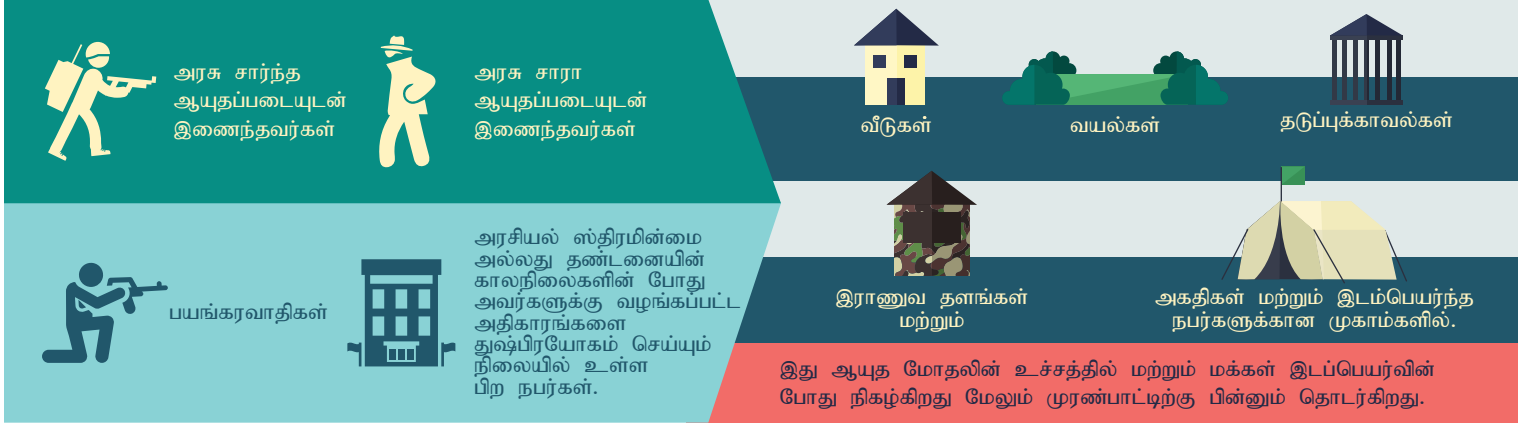 அரசு சார்ந்த
ஆயுதப்படையுடன்
இணைந்தவர்கள்
அரசு சாரா
ஆயுதப்படையுடன்
இணைந்தவர்கள்
பயங்கரவாதிகள்
அரசியல் ஸ்திரமின்மை
அல்லது தண்டனையின்
காலநிலைகளின் போது
அவர்களுக்கு வழங்கப்பட்ட
அதிகாரங்களை
துஷ்பிரயோகம் செய்யும்
நிலையில் உள்ள
பிற நபர்கள்.
வீடுகள்
வயல்கள்
தடுப்புக்காவல்கள்
இராணுவ தளங்கள்
மற்றும்
அகதிகள் மற்றும் இடம்பெயர்ந்த
நபர்களுக்கான முகாம்களில்.
இது ஆயுத மோதலின் உச்சத்தில் மற்றும் மக்கள் இடப்பெயர்வின்
போது நிகழ்கிறது மேலும் முரண்பாட்டிற்கு பின்னும் தொடர்கிறது.